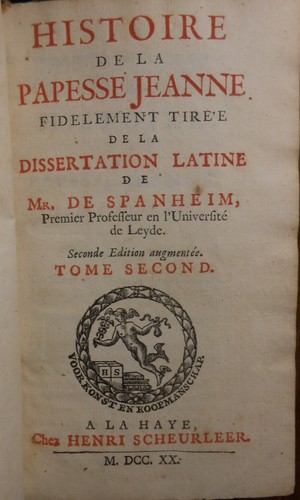 HISTOIRE
DE LA
PAPESSE JEANNE
FIDELEMENT TIRE'E
DE LA
DISSERTATION LATINE
DE
MR. DE SPANHEIM,
Premier Professeur en l'Université
de Leyde.
Seconde Edition augmentée.
TOME SECOND.
HS
VOOR KONST EN KOOPMANSCHAP.
A LA HAYE,
Chez HENRI SCHEURLEER.
M. DCC. XX.